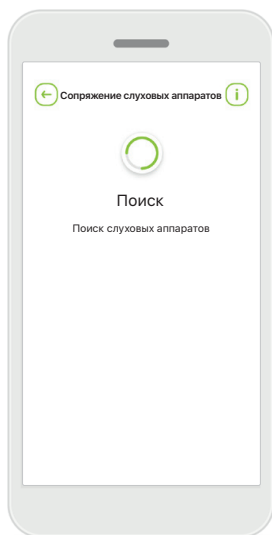 Сопряжение слуховых аппаратов
Поиск
Поиск слуховых аппаратов